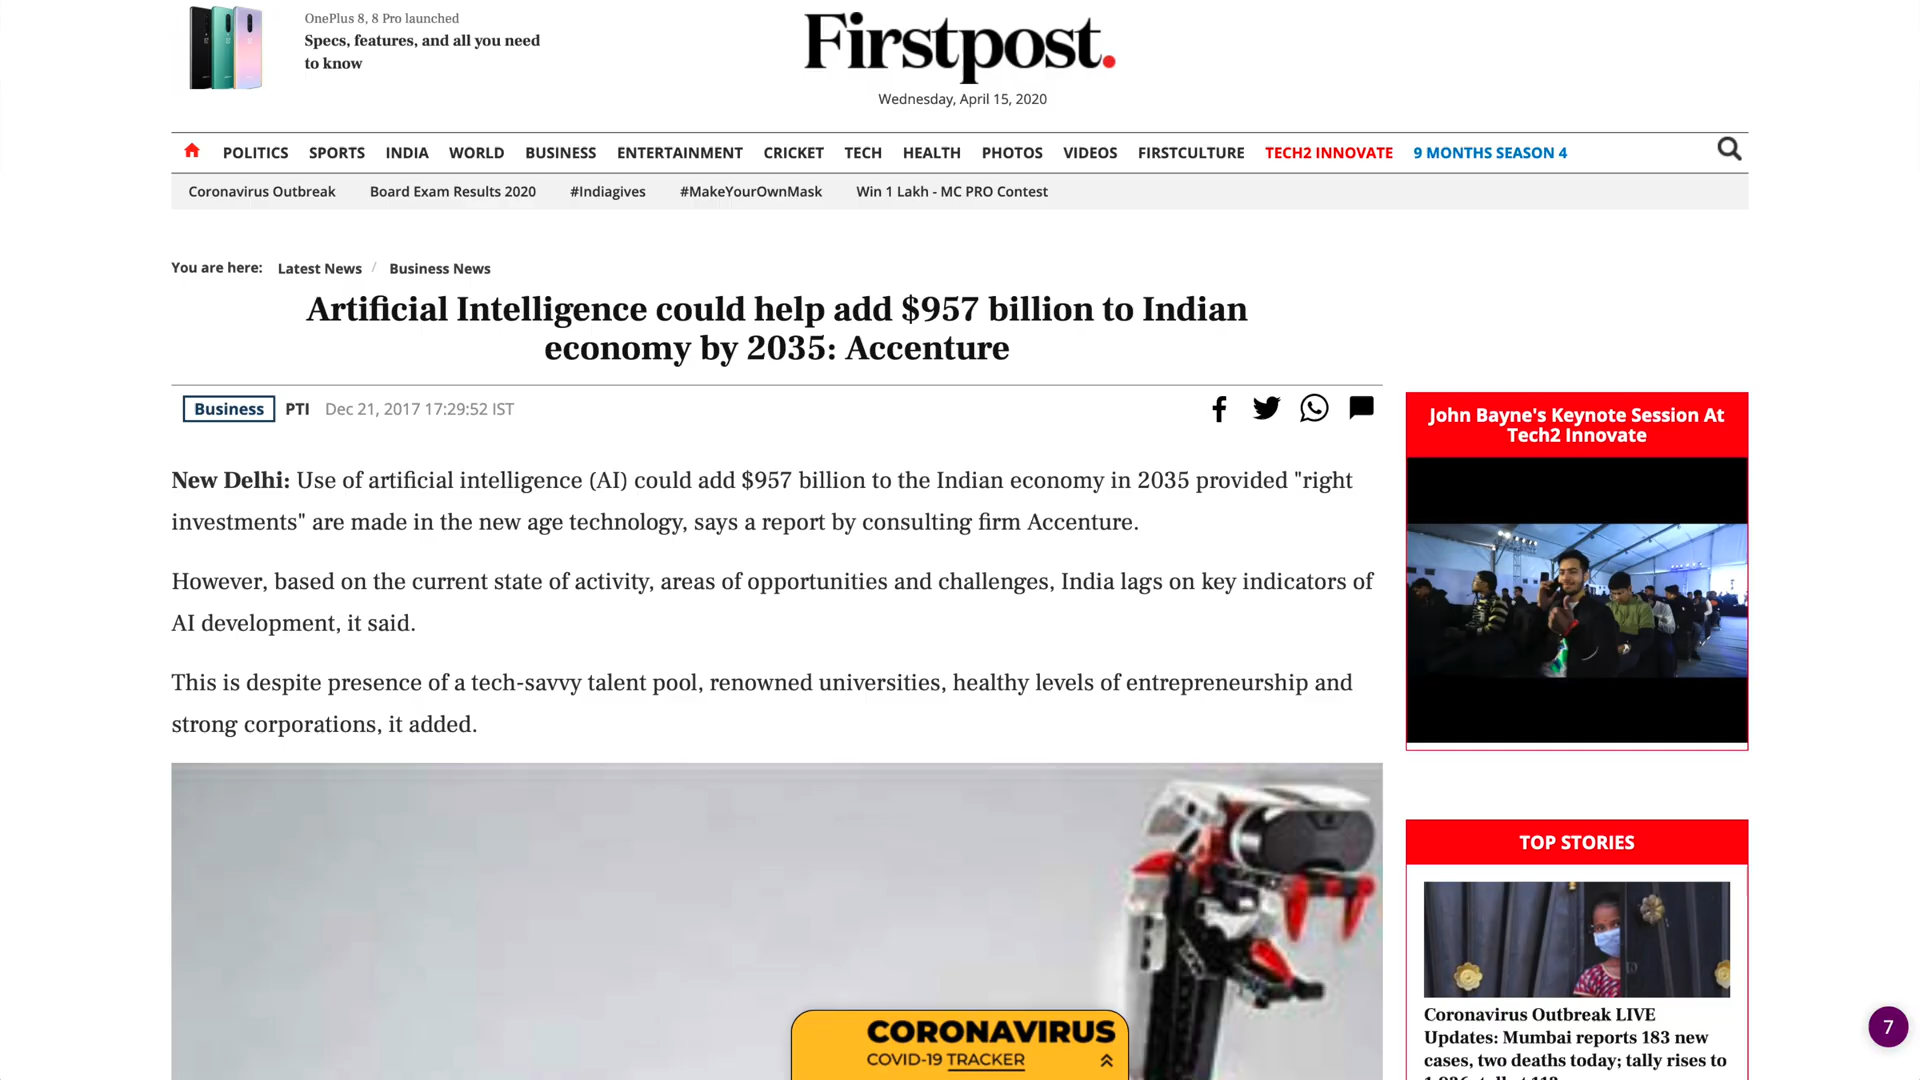 OnePlus 8, 8 Pro launched
Specs, features, and all you need
to know
Firstpost.
Wednesday, April 15, 2020
POLITICS SPORTS INDIA WORLD BUSINESS ENTERTAINMENT CRICKET TECH HEALTH PHOTOS VIDEOS FIRSTCULTURE TECH2 INNOVATE 9 MONTHS SEASON 4
Coronavirus Outbreak Board Exam Results 2020 #Indiagives #MakeYourOwnMask Win 1 Lakh - MC PRO Contest
You are here: Latest News / Business News
Artificial Intelligence could help add $957 billion to Indian
economy by 2035: Accenture
Business PTI Dec 21, 2017 17:29:52 IST
New Delhi: Use of artificial intelligence (AI) could add $957 billion to the Indian economy in 2035 provided "right
investments" are made in the new age technology, says a report by consulting firm Accenture.
However, based on the current state of activity, areas of opportunities and challenges, India lags on key indicators of
AI development, it said.
This is despite presence of a tech-savvy talent pool, renowned universities, healthy levels of entrepreneurship and
strong corporations, it added.
John Bayne's Keynote Session At
Tech2 Innovate
TOP STORIES
Coronavirus Outbreak LIVE
Updates: Mumbai reports 183 new
cases, two deaths today; tally rises to
CORONAVIRUS
COVID-19 TRACKER
7